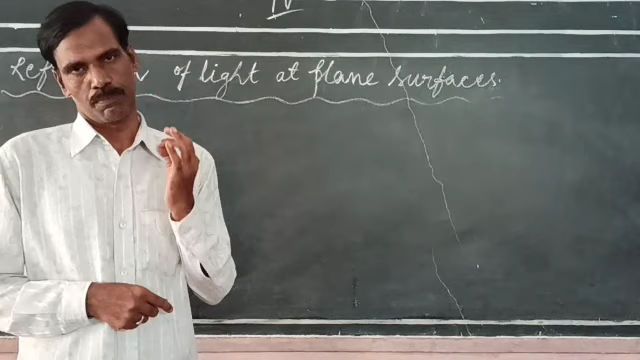 IV
of light at plane surfaces.